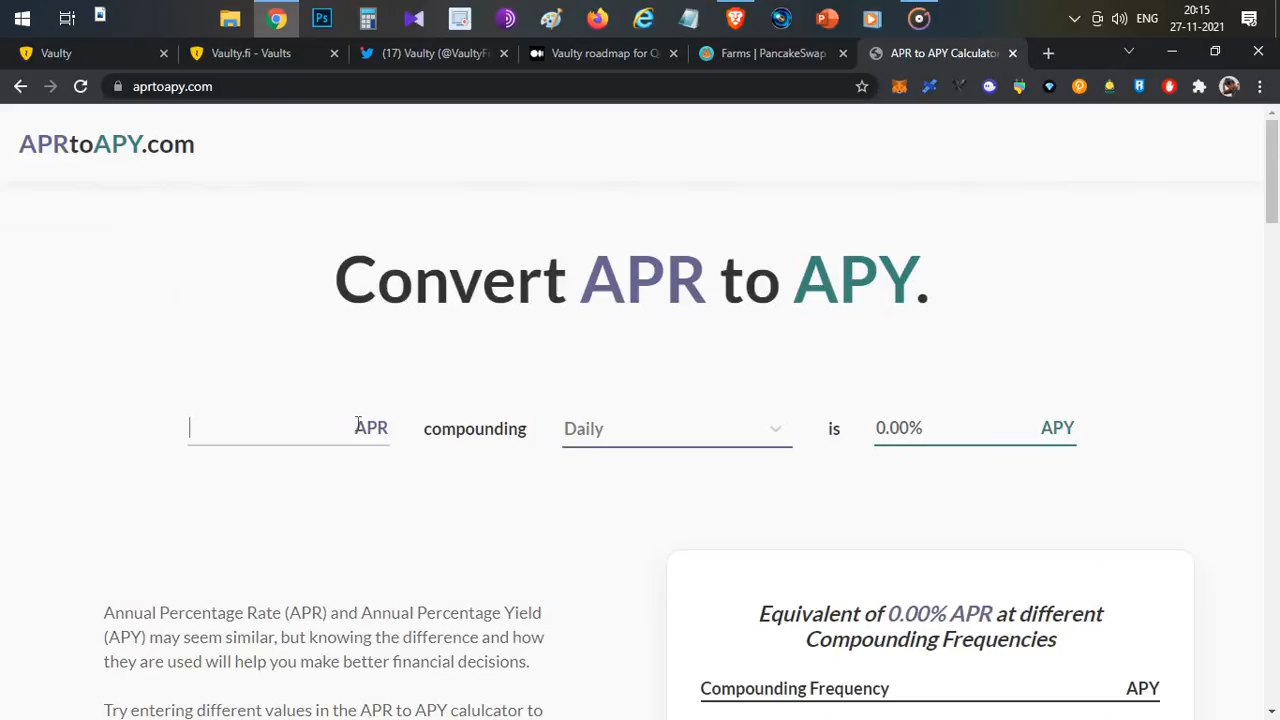 20:15
ENG
27-11-2021
Vaulty
Vaulty.fi - Vaults
(17) Vaulty (@VaultyF
Vaulty roadmap for Q
Farms | PancakeSwap
APR to APY Calculator
aprtoapy.com
APRtoAPY.com
Convert APR to APY.
APR compounding Daily is 0.00% APY
Annual Percentage Rate (APR) and Annual Percentage Yield
(APY) may seem similar, but knowing the difference and how
they are used will help you make better financial decisions.
Try entering different values in the APR to APY calulcator to
Equivalent of 0.00% APR at different
Compounding Frequencies
Compounding Frequency APY